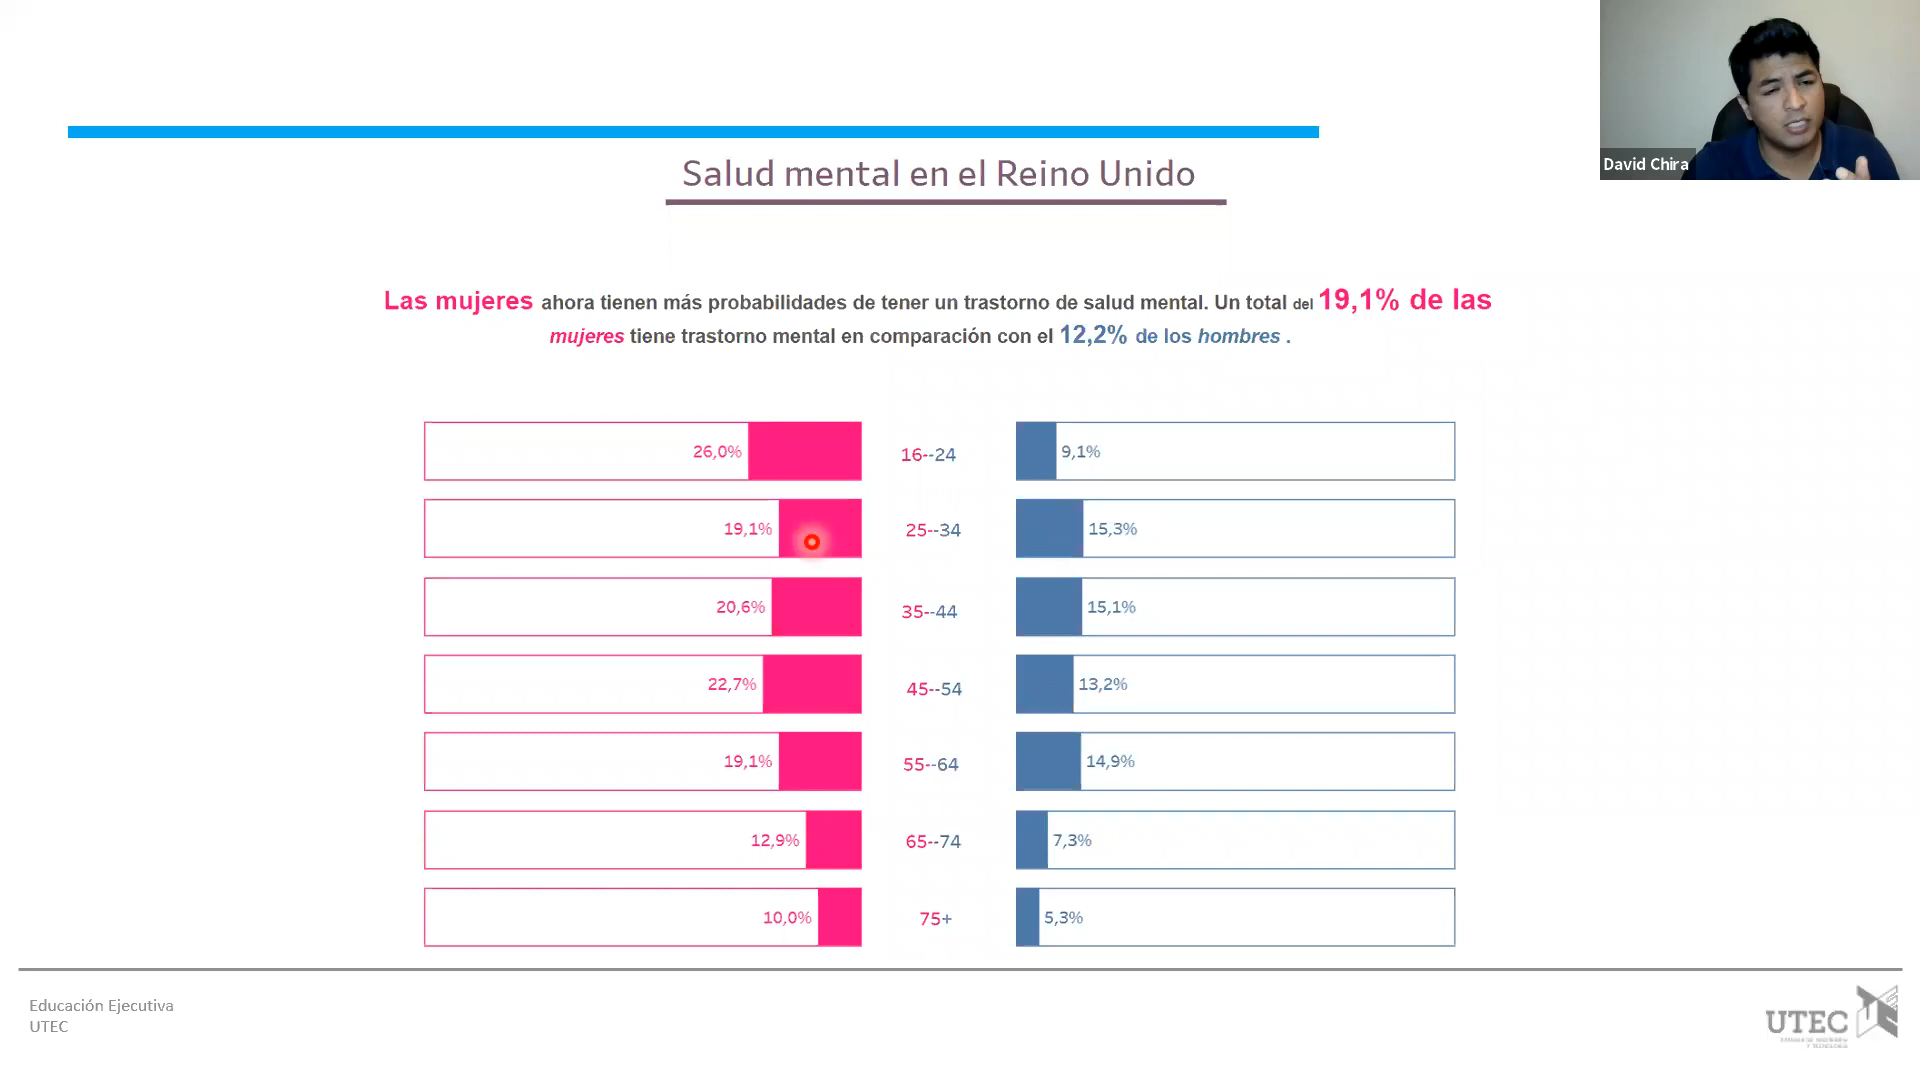 David Chira
Salud mental en el Reino Unido
Las mujeres ahora tienen más probabilidades de tener un trastorno de salud mental. Un total del 19,1% de las
mujeres tiene trastorno mental en comparación con el 12,2% de los hombres .
26,0% 16--24 9,1%
19,1% 25--34 15,3%
20,6% 35--44 15,1%
22,7% 45--54 13,2%
19,1% 55--64 14,9%
12,9% 65--74 7,3%
10,0% 75+ 5,3%
Educación Ejecutiva
UTEC
UTEC